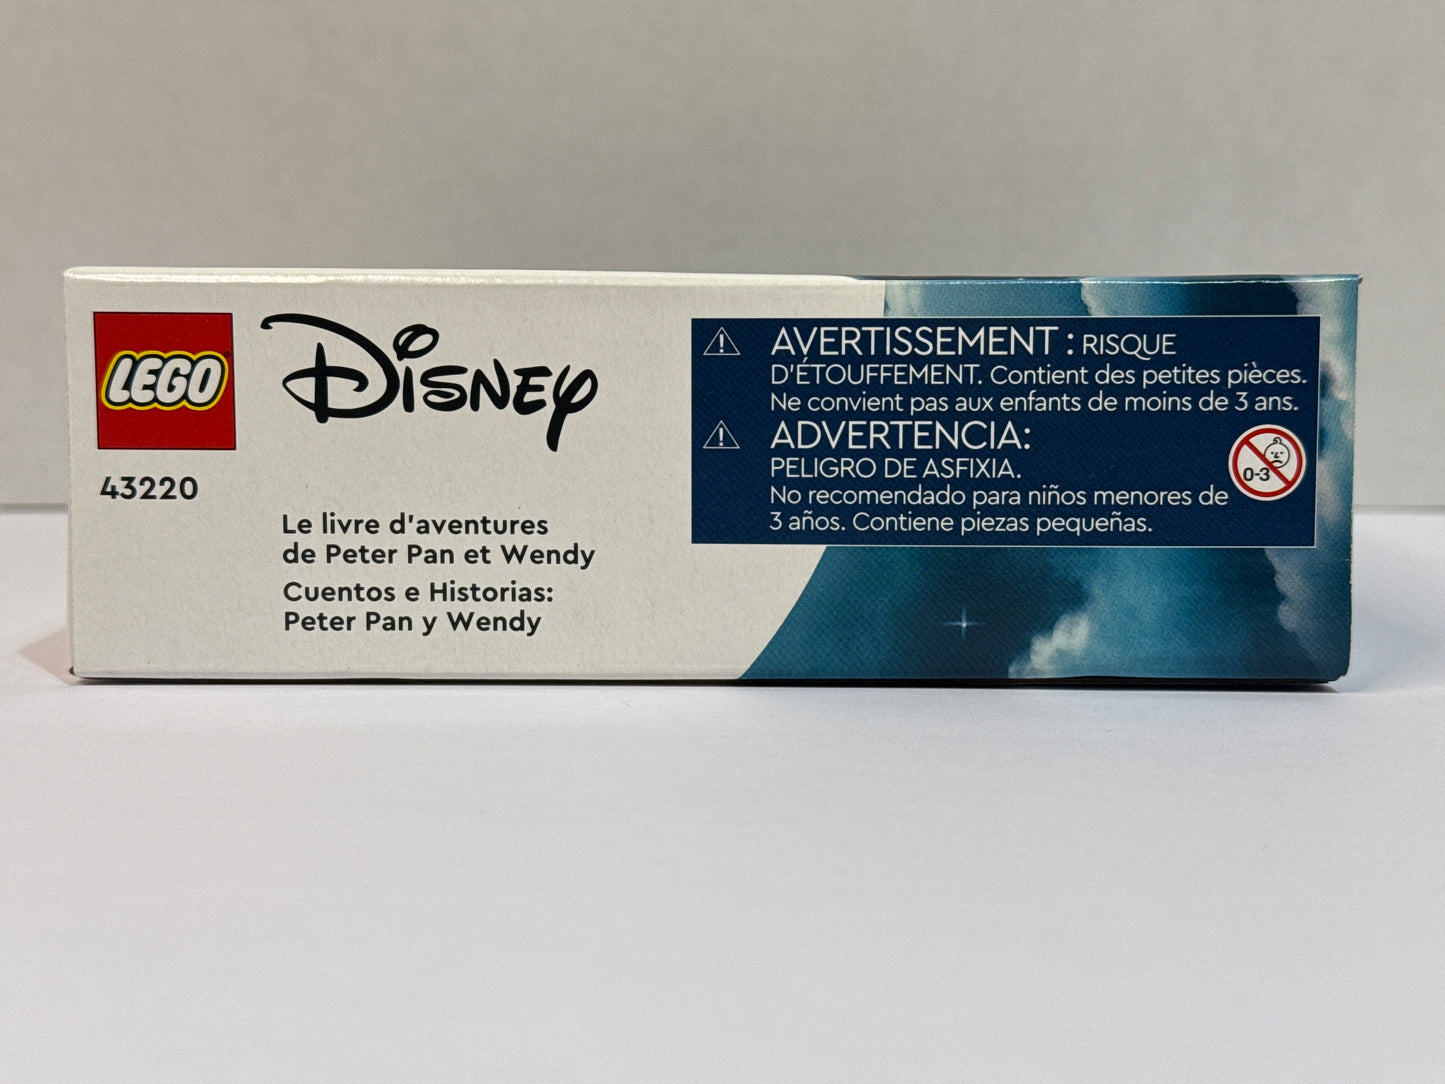 LEGO
Disney
43220
Le livre d'aventures
de Peter Pan et Wendy
Cuentos e Historias:
Peter Pan y Wendy
AVERTISSEMENT : RISQUE
D'ÉTOUFFEMENT. Contient des petites pièces.
Ne convient pas aux enfants de moins de 3 ans.
ADVERTENCIA:
PELIGRO DE ASFIXIA.
No recomendado para niños menores de
3 años. Contiene piezas pequeñas.
0-3